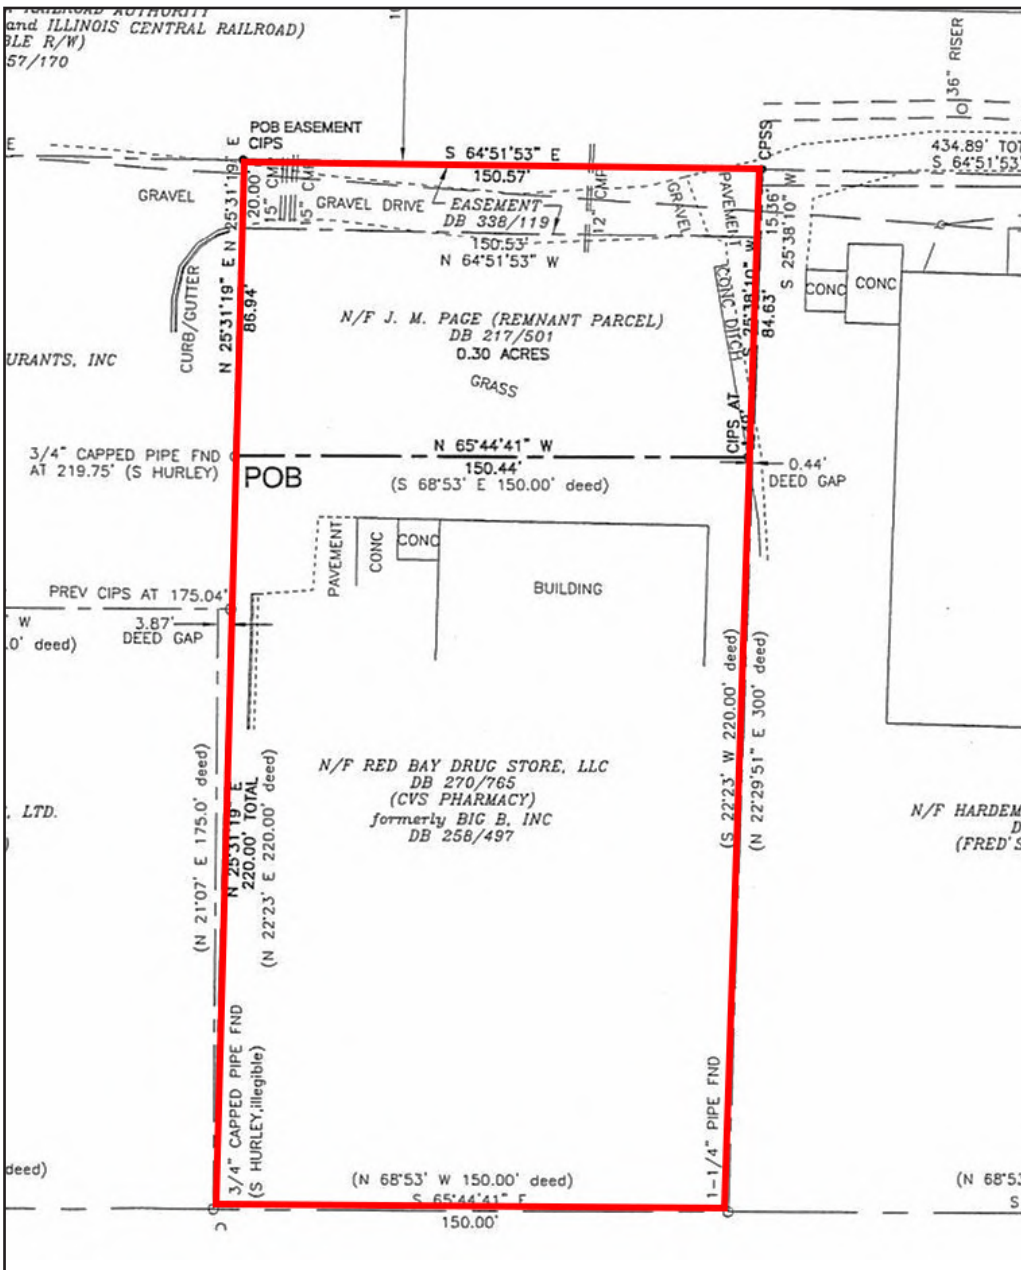 RAILROAD AUTHORITY
and ILLINOIS CENTRAL RAILROAD)
BLE R/W)
57/170
36" RISER
POB EASEMENT
CIPS
S 64°51'53" E
150.57'
CPSS
434.89' TOT
S 64°51'53"
E
N 25°31'19" E
20.00'
15" CMP
15" CMP
GRAVEL
GRAVEL DRIVE
EASEMENT
DB 338/119
12" CMP
GRAVEL
PAVEMENT
15.36'
S 25°38'10" W
150.53'
N 64°51'53" W
CURB/GUTTER
N 25°31'19" E
86.94'
CONC DITCH
S 25°38'10" W
84.63'
CONC
CONC
N/F J. M. PAGE (REMNANT PARCEL)
DB 217/501
0.30 ACRES
GRASS
URANTS, INC
CIPS AT
3/4" CAPPED PIPE FND
AT 219.75' (S HURLEY)
POB
N 65°44'41" W
150.44'
(S 68°53' E 150.00' deed)
0.44'
DEED GAP
PAVEMENT
CONC
CONC
BUILDING
PREV CIPS AT 175.04'
W
.0' deed)
3.87'
DEED GAP
(S 22°23' W 220.00' deed)
(N 22°29'51" E 300' deed)
N/F RED BAY DRUG STORE, LLC
DB 270/765
(CVS PHARMACY)
formerly BIG B, INC
DB 258/497
(N 21°07' E 175.0' deed)
N 25°31'19" E
220.00' TOTAL
(N 22°23' E 220.00' deed)
LTD.
)
N/F HARDEM
D
(FRED'S
3/4" CAPPED PIPE FND
(S HURLEY,illegible)
1-1/4" PIPE FND
deed)
(N 68°53' W 150.00' deed)
S 65°44'41" E
150.00'
(N 68°53
S